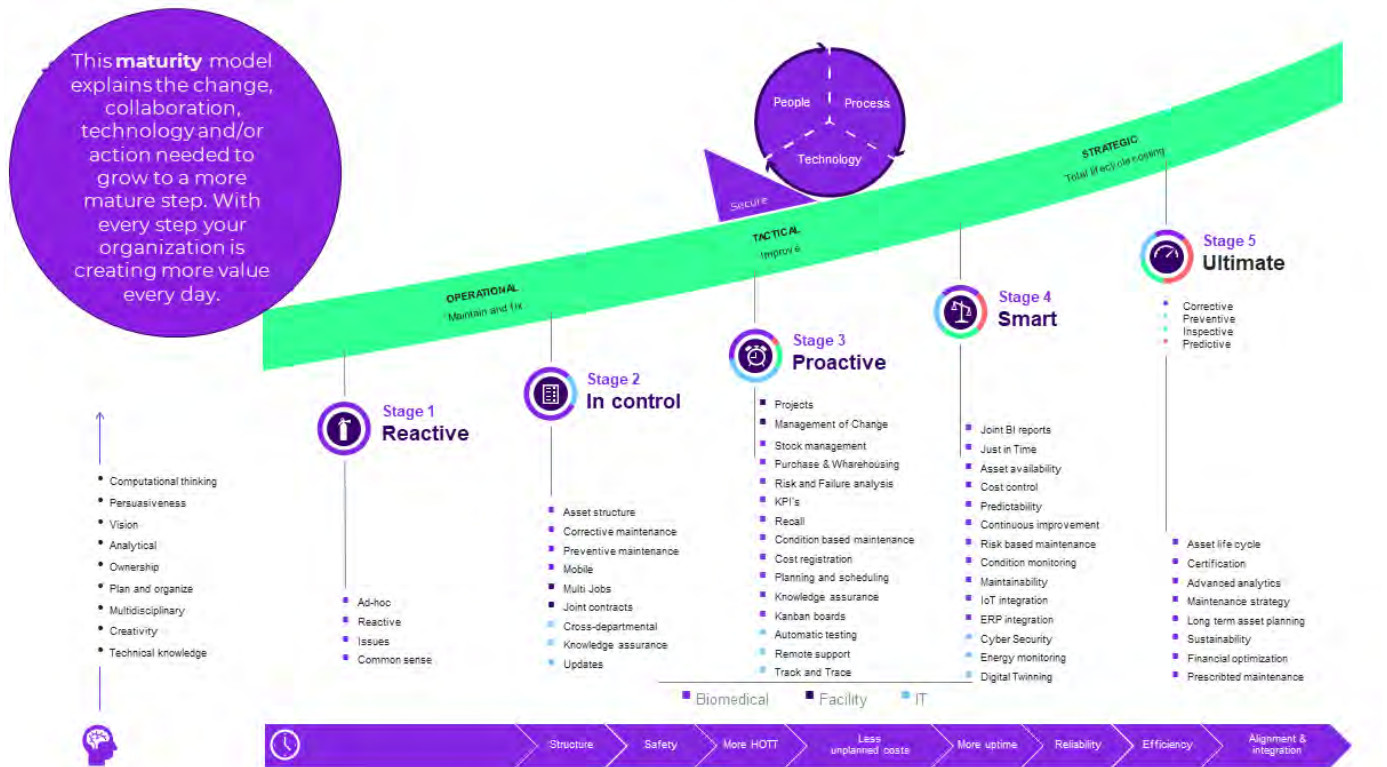 This maturity model
explains the change,
collaboration,
technology and/or
action needed to
grow to a more
mature step. With
every step your
organization is
creating more value
every day.
People
Process
Technology
Secure
OPERATIONAL
Maintain and fix
TACTICAL
Improve
STRATEGIC
Total lifecycle costing
Stage 1
Reactive
Ad-hoc
Reactive
Issues
Common sense
Stage 2
In control
Asset structure
Corrective maintenance
Preventive maintenance
Mobile
Multi Jobs
Joint contracts
Cross-departmental
Knowledge assurance
Updates
Stage 3
Proactive
Projects
Management of Change
Stock management
Purchase & Wharehousing
Risk and Failure analysis
KPI's
Recall
Condition based maintenance
Cost registration
Planning and scheduling
Knowledge assurance
Kanban boards
Automatic testing
Remote support
Track and Trace
Stage 4
Smart
Joint BI reports
Just in Time
Asset availability
Cost control
Predictability
Continuous improvement
Risk based maintenance
Condition monitoring
Maintainability
IoT integration
ERP integration
Cyber Security
Energy monitoring
Digital Twinning
Stage 5
Ultimate
Corrective
Preventive
Inspective
Predictive
Asset life cycle
Certification
Advanced analytics
Maintenance strategy
Long term asset planning
Sustainability
Financial optimization
Prescribted maintenance
Computational thinking
Persuasiveness
Vision
Analytical
Ownership
Plan and organize
Multidisciplinary
Creativity
Technical knowledge
Biomedical
Facility
IT
Structure
Safety
More HOTT
Less
unplanned costs
More uptime
Reliability
Efficiency
Alignment &
integration